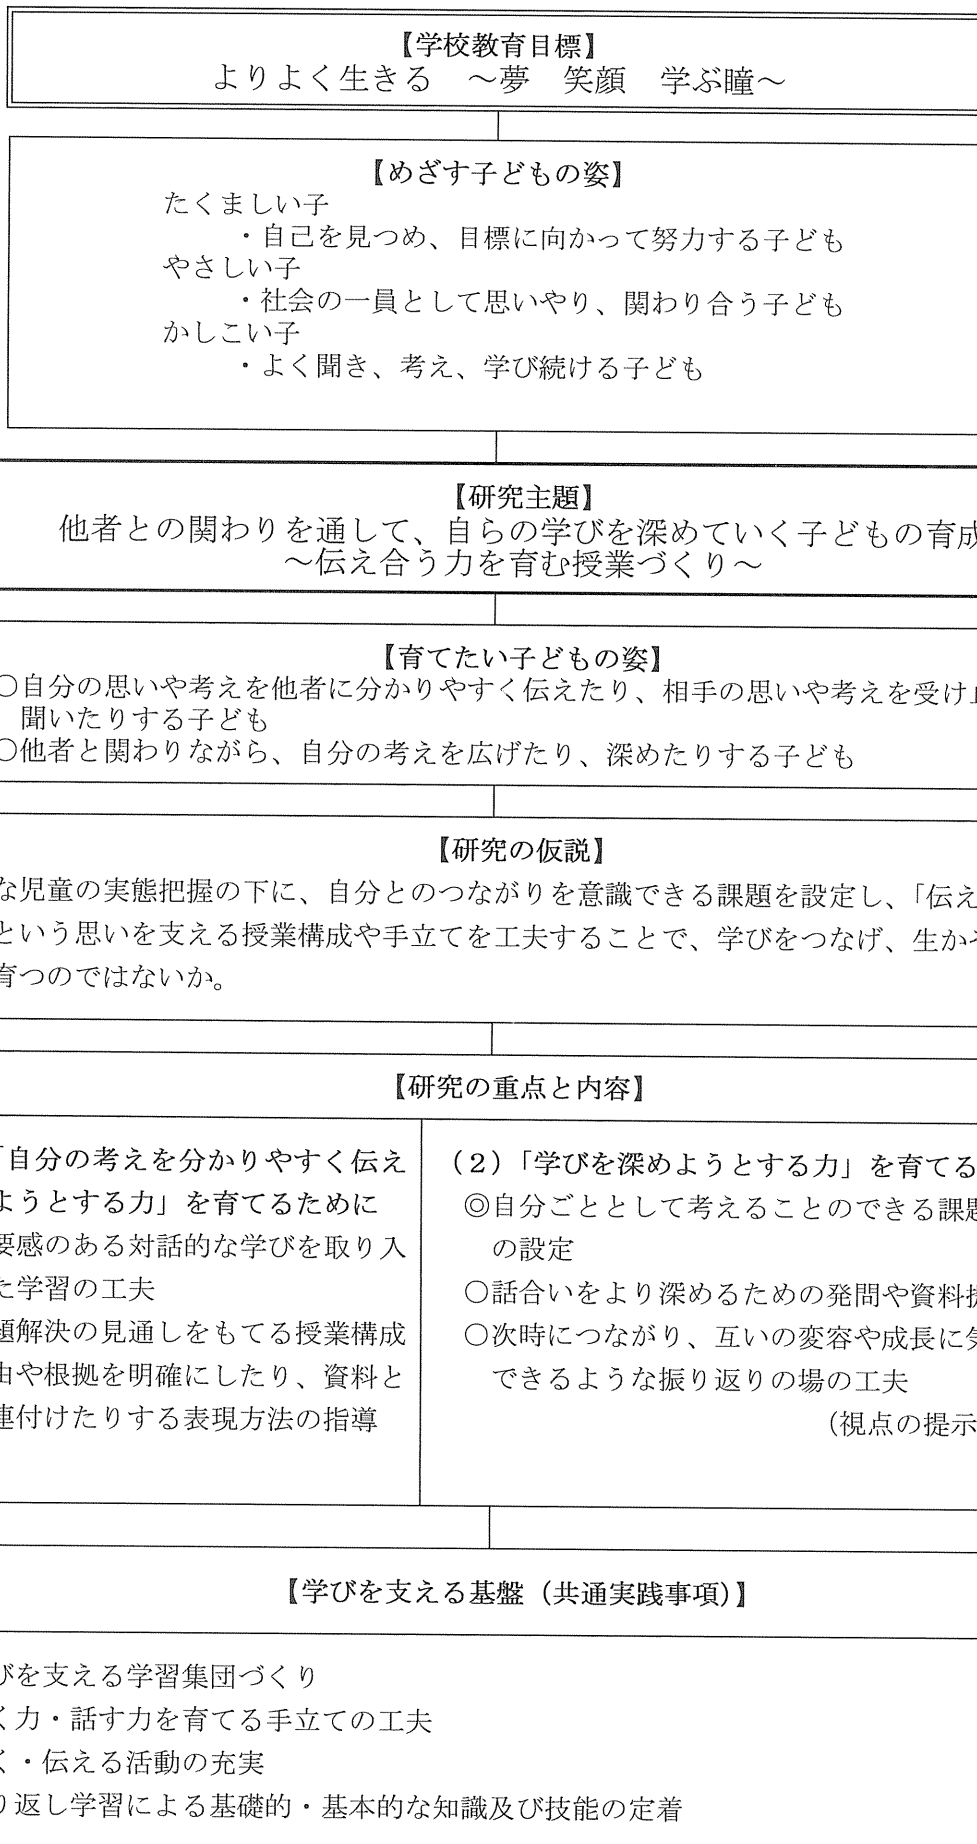 【学校教育目標】
よりよく生きる　～夢　笑顔　学ぶ瞳～
【めざす子どもの姿】
たくましい子
・自己を見つめ、目標に向かって努力する子ども
やさしい子
・社会の一員として思いやり、関わり合う子ども
かしこい子
・よく聞き、考え、学び続ける子ども
【研究主題】
他者との関わりを通して、自らの学びを深めていく子どもの育成
～伝え合う力を育む授業づくり～
【育てたい子どもの姿】
○自分の思いや考えを他者に分かりやすく伝えたり、相手の思いや考えを受け止
聞いたりする子ども
○他者と関わりながら、自分の考えを広げたり、深めたりする子ども
【研究の仮説】
な児童の実態把握の下に、自分とのつながりを意識できる課題を設定し、「伝え
という思いを支える授業構成や手立てを工夫することで、学びをつなげ、生かそ
育つのではないか。
【研究の重点と内容】
「自分の考えを分かりやすく伝え
ようとする力」を育てるために
要感のある対話的な学びを取り入
た学習の工夫
題解決の見通しをもてる授業構成
由や根拠を明確にしたり、資料と
連付けたりする表現方法の指導
（２）「学びを深めようとする力」を育てる
◎自分ごととして考えることのできる課題
の設定
○話合いをより深めるための発問や資料提
○次時につながり、互いの変容や成長に気
できるような振り返りの場の工夫
（視点の提示
【学びを支える基盤（共通実践事項）】
びを支える学習集団づくり
く力・話す力を育てる手立ての工夫
く・伝える活動の充実
り返し学習による基礎的・基本的な知識及び技能の定着